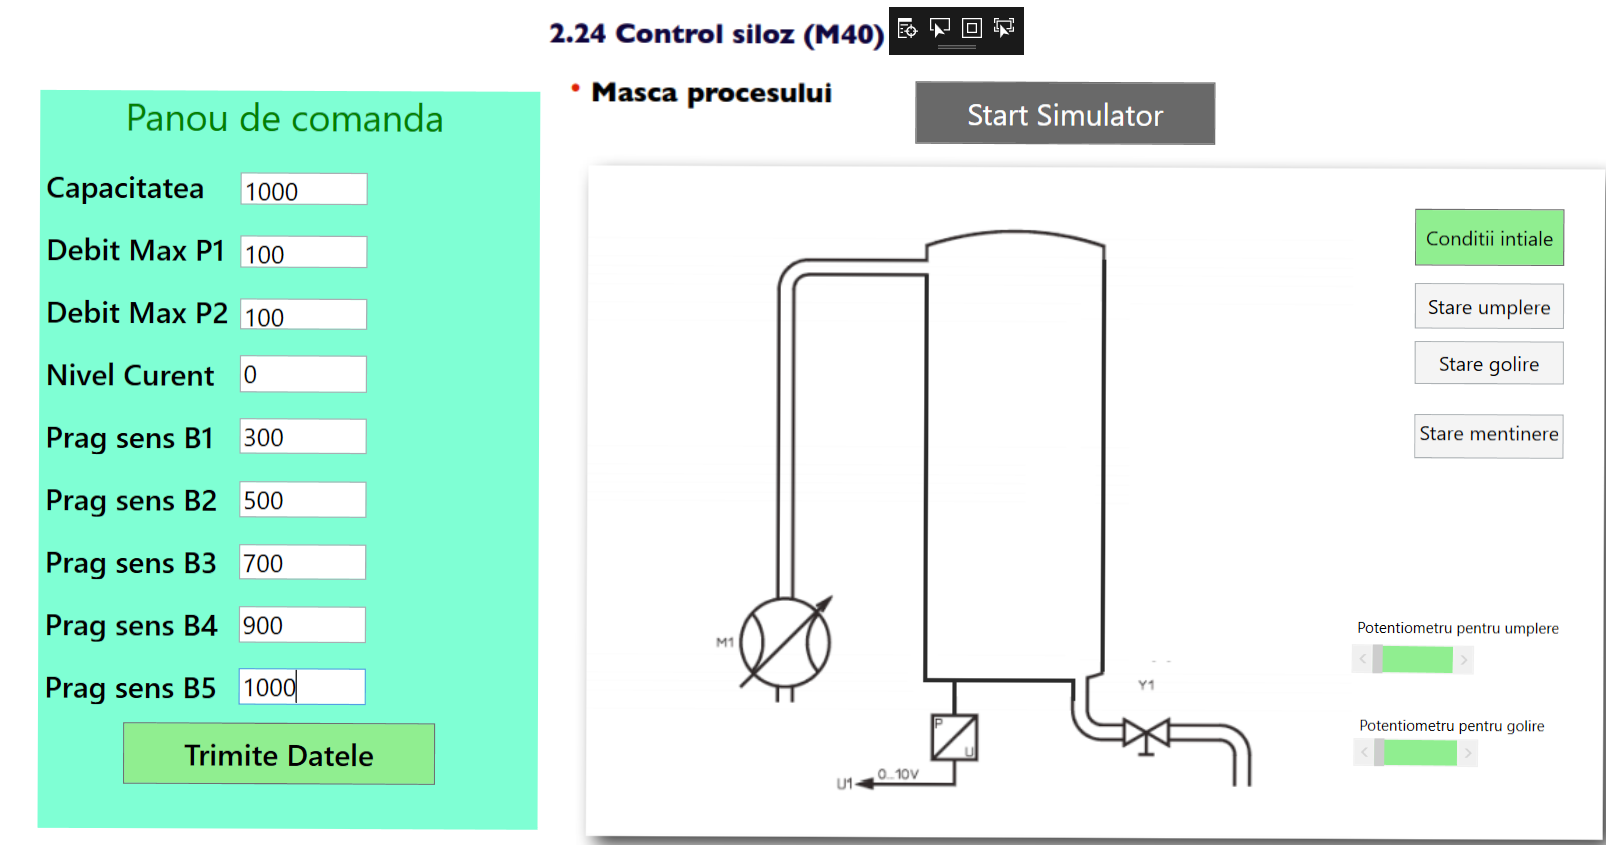 2.24 Control siloz (M40)
• Masca procesului
Start Simulator
Panou de comanda
Capacitatea 1000
Debit Max P1 100
Debit Max P2 100
Nivel Curent 0
Prag sens B1 300
Prag sens B2 500
Prag sens B3 700
Prag sens B4 900
Prag sens B5 1000
Trimite Datele
Conditii intiale
Stare umplere
Stare golire
Stare mentinere
Potentiometru pentru umplere
Potentiometru pentru golire
M1
Y1
P
U
0...10V
U1